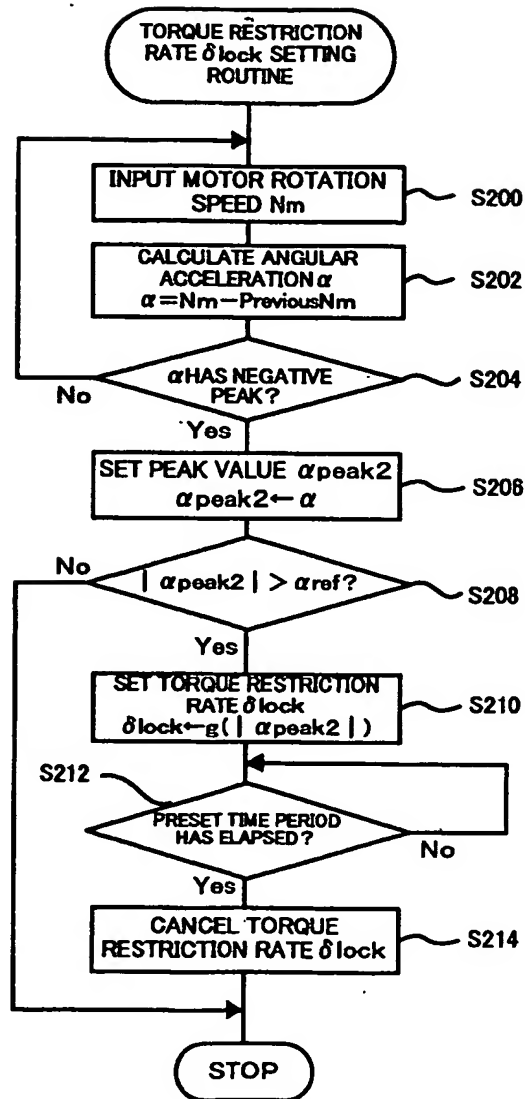 TORQUE RESTRICTION
RATE δlock SETTING
ROUTINE
INPUT MOTOR ROTATION
SPEED Nm
S200
CALCULATE ANGULAR
ACCELERATION α
α=Nm−PreviousNm
S202
α HAS NEGATIVE
PEAK?
S204
No
Yes
SET PEAK VALUE αpeak2
αpeak2←α
S206
No
| αpeak2 | > αref?
S208
Yes
SET TORQUE RESTRICTION
RATE δlock
δlock←g(| αpeak2 |)
S210
S212
PRESET TIME PERIOD
HAS ELAPSED?
No
Yes
CANCEL TORQUE
RESTRICTION RATE δlock
S214
STOP